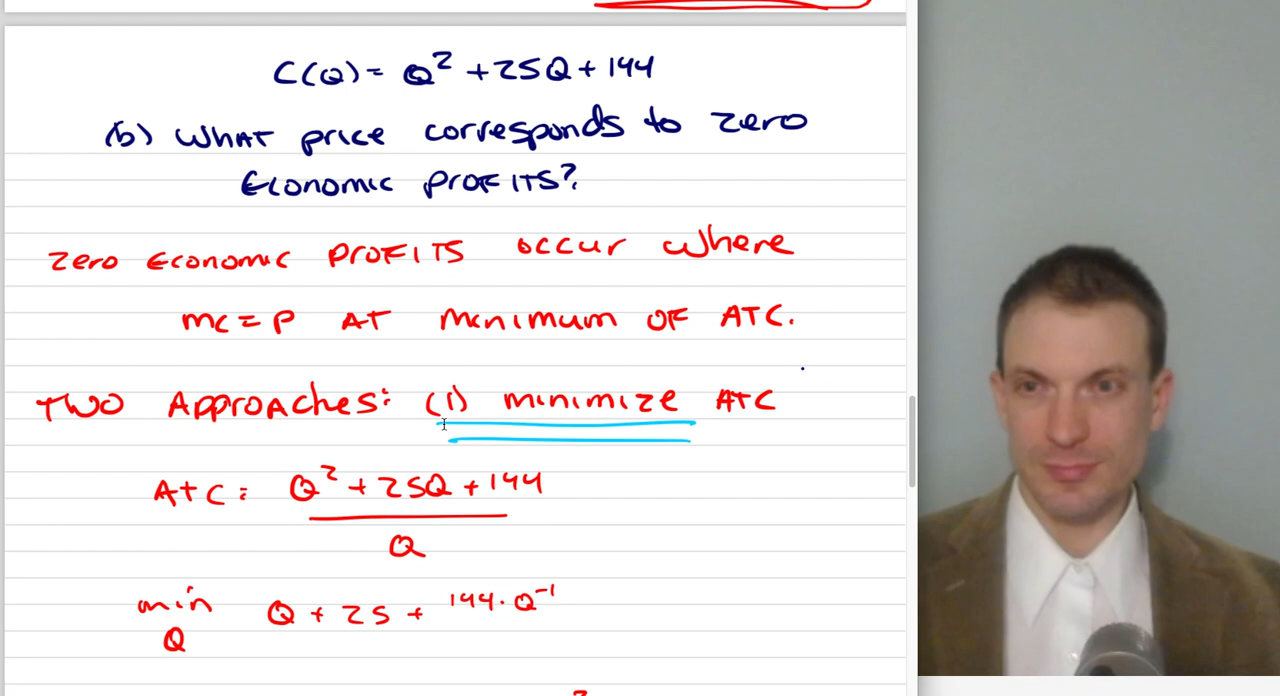 C(Q) = Q² + 25Q + 144
(b) WHAT price corresponds to zero
Economic profits?
Zero Economic PROFITS occur where
MC = P AT Minimum OF ATC.
Two Approaches: (1) minimize ATC
ATC = Q² + 25Q + 144
Q
min Q + 25 + 144·Q⁻¹
Q